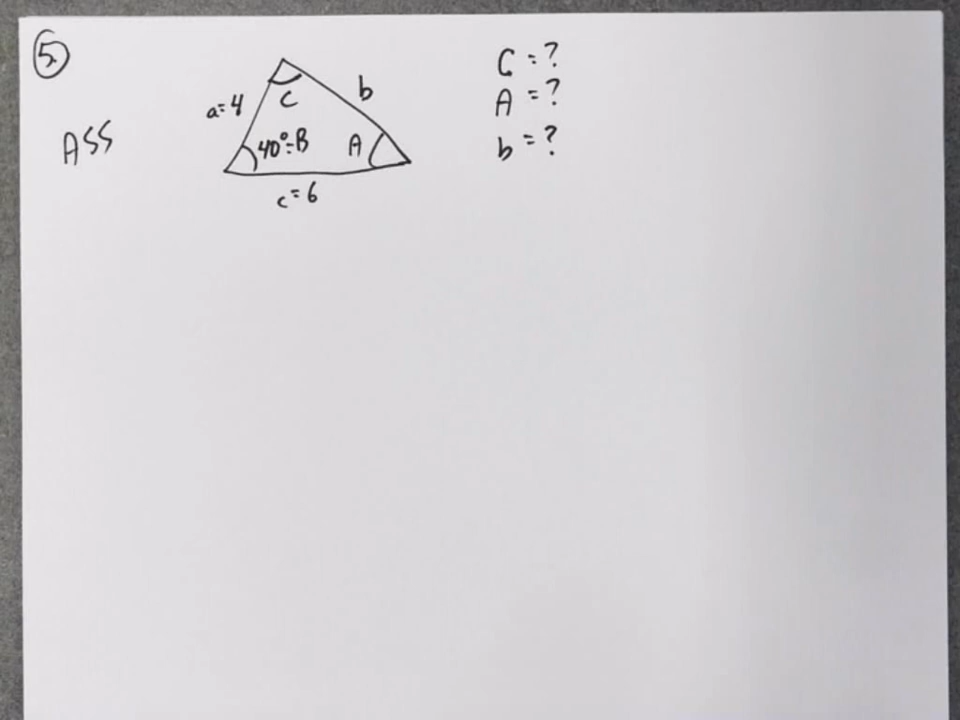 5.
C = ?
a=4
C
b
A = ?
ASS
40°=B
A
b = ?
c=6